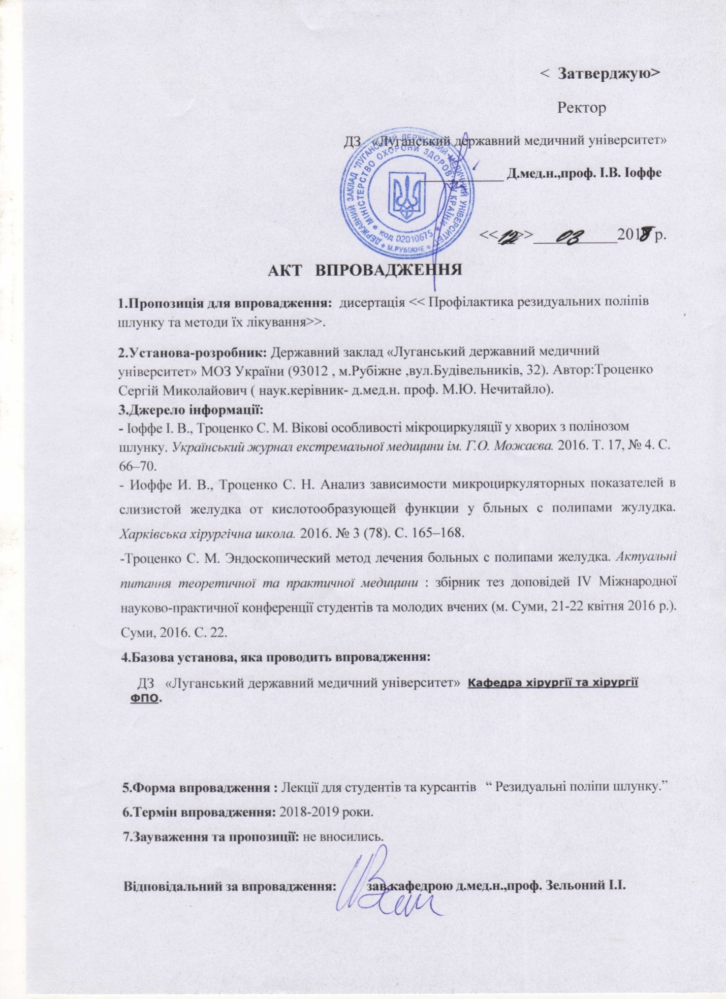 < Затверджую>
Ректор
ДЗ «Луганський державний медичний університет»
____________ Д.мед.н.,проф. І.В. Іоффе
<<12>> 03 2018 р.
ДЕРЖАВНИЙ ЗАКЛАД "ЛУГАНСЬКИЙ ДЕРЖАВНИЙ МЕДИЧНИЙ УНІВЕРСИТЕТ" * М.РУБІЖНЕ *
* МІНІСТЕРСТВО ОХОРОНИ ЗДОРОВ'Я УКРАЇНИ * код 02010675
АКТ ВПРОВАДЖЕННЯ
1.Пропозиція для впровадження: дисертація << Профілактика резидуальних поліпів
шлунку та методи їх лікування>>.
2.Установа-розробник: Державний заклад «Луганський державний медичний
університет» МОЗ України (93012 , м.Рубіжне ,вул.Будівельників, 32). Автор:Троценко
Сергій Миколайович ( наук.керівник- д.мед.н. проф. М.Ю. Нечитайло).
3.Джерело інформації:
- Іоффе І. В., Троценко С. М. Вікові особливості мікроциркуляції у хворих з полінозом
шлунку. Український журнал екстремальної медицини ім. Г.О. Можаєва. 2016. Т. 17, № 4. С.
66–70.
- Иоффе И. В., Троценко С. Н. Анализ зависимости микроциркуляторных показателей в
слизистой желудка от кислотообразующей функции у бльных с полипами жулудка.
Харківська хірургічна школа. 2016. № 3 (78). С. 165–168.
-Троценко С. М. Эндоскопический метод лечения больных с полипами желудка. Актуальні
питання теоретичної та практичної медицини : збірник тез доповідей IV Міжнародної
науково-практичної конференції студентів та молодих вчених (м. Суми, 21-22 квітня 2016 р.).
Суми, 2016. С. 22.
4.Базова установа, яка проводить впровадження:
ДЗ «Луганський державний медичний університет» Кафедра хірургії та хірургії
ФПО.
5.Форма впровадження : Лекції для студентів та курсантів “ Резидуальні поліпи шлунку.”
6.Термін впровадження: 2018-2019 роки.
7.Зауваження та пропозиції: не вносились.
Відповідальний за впровадження: зав.кафедрою д.мед.н.,проф. Зельоний І.І.